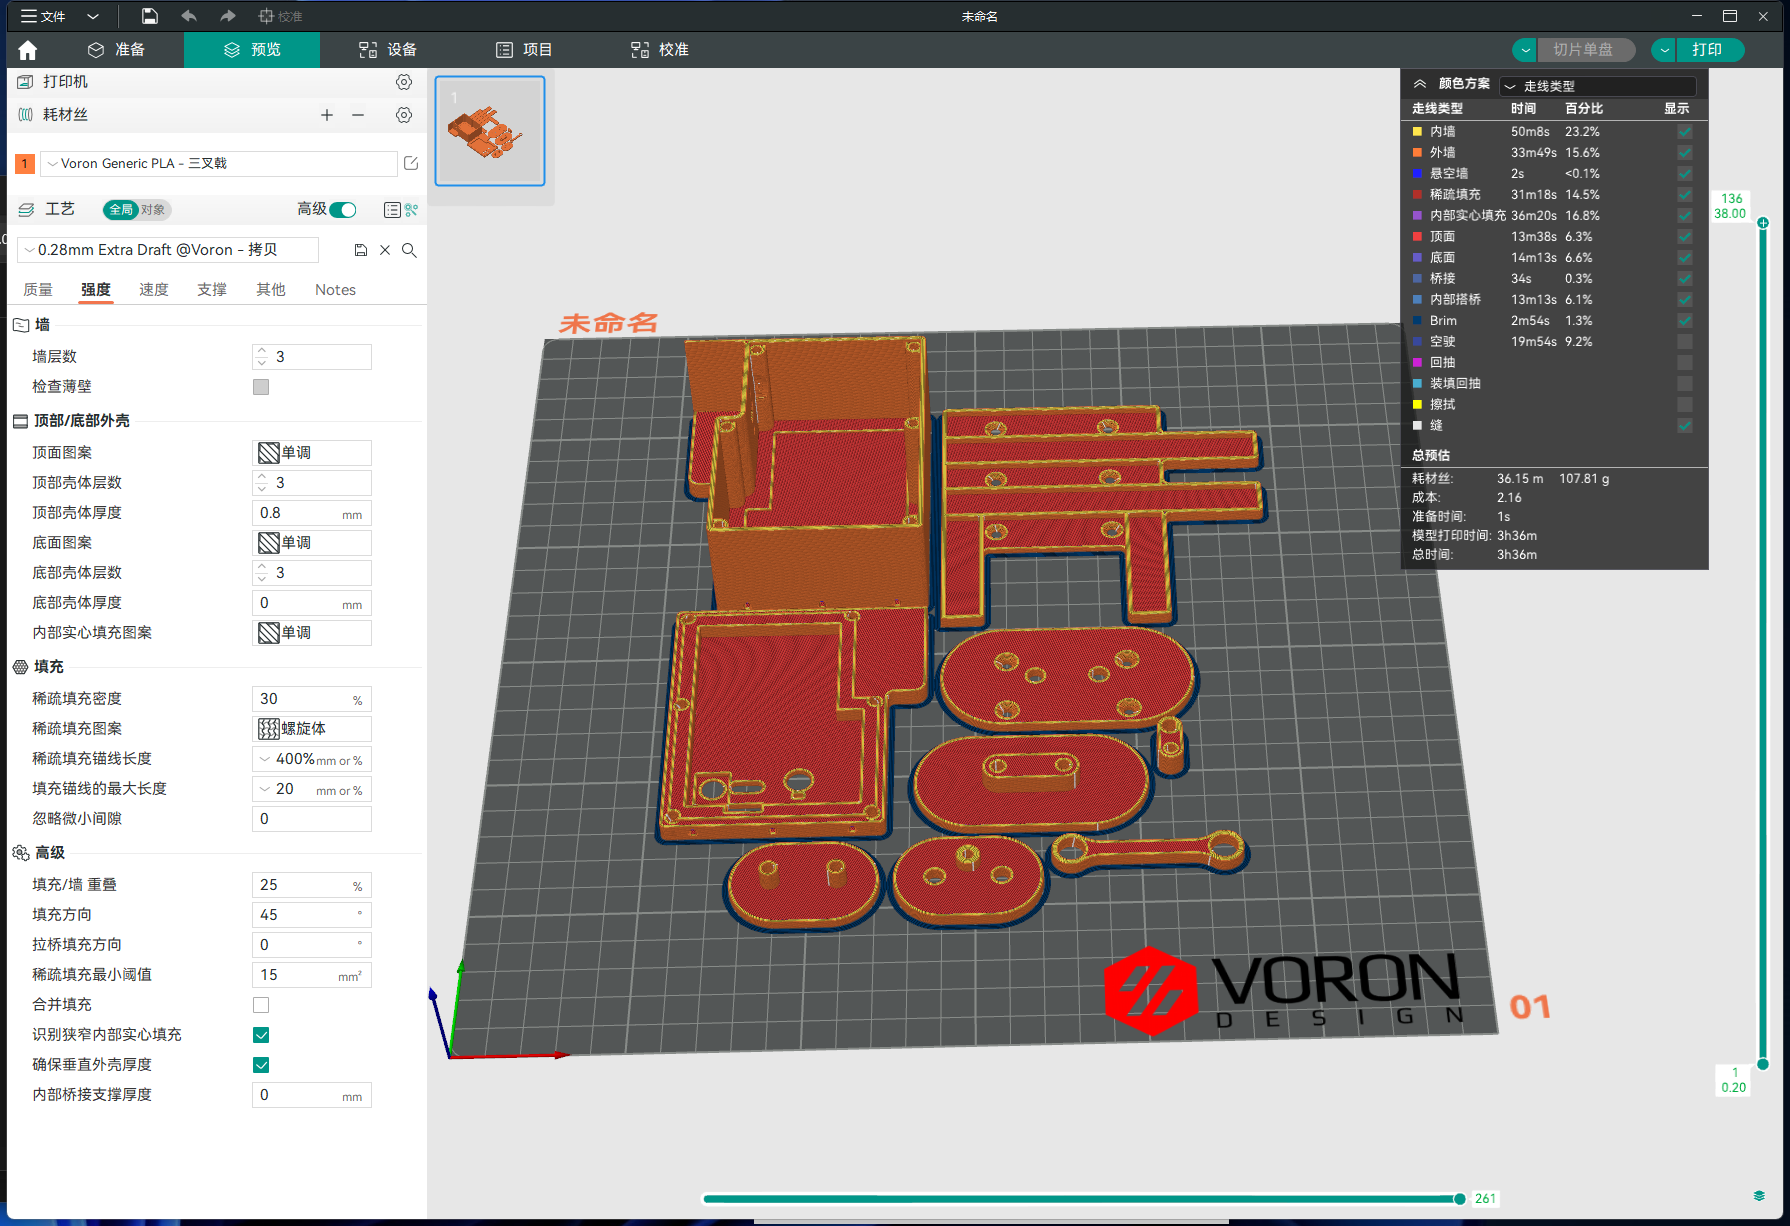 文件
校准
未命名
准备
预览
设备
项目
校准
切片单盘
打印
打印机
耗材丝
1
Voron Generic PLA - 三叉戟
工艺
全局
对象
高级
0.28mm Extra Draft @Voron - 拷贝
质量
强度
速度
支撑
其他
Notes
墙
墙层数 3
检查薄壁
顶部/底部外壳
顶面图案 单调
顶部壳体层数 3
顶部壳体厚度 0.8 mm
底面图案 单调
底部壳体层数 3
底部壳体厚度 0 mm
内部实心填充图案 单调
填充
稀疏填充密度 30 %
稀疏填充图案 螺旋体
稀疏填充锚线长度 400% mm or %
填充锚线的最大长度 20 mm or %
忽略微小间隙 0
高级
填充/墙 重叠 25 %
填充方向 45 °
拉桥填充方向 0 °
稀疏填充最小阈值 15 mm²
合并填充
识别狭窄内部实心填充
确保垂直外壳厚度
内部桥接支撑厚度 0 mm
1
未命名
VORON
DESIGN
01
颜色方案 走线类型
走线类型 时间 百分比 显示
内墙 50m8s 23.2%
外墙 33m49s 15.6%
悬空墙 2s <0.1%
稀疏填充 31m18s 14.5%
内部实心填充 36m20s 16.8%
顶面 13m38s 6.3%
底面 14m13s 6.6%
桥接 34s 0.3%
内部搭桥 13m13s 6.1%
Brim 2m54s 1.3%
空驶 19m54s 9.2%
回抽
装填回抽
擦拭
缝
总预估
耗材丝: 36.15 m 107.81 g
成本: 2.16
准备时间: 1s
模型打印时间: 3h36m
总时间: 3h36m
136
38.00
1
0.20
261